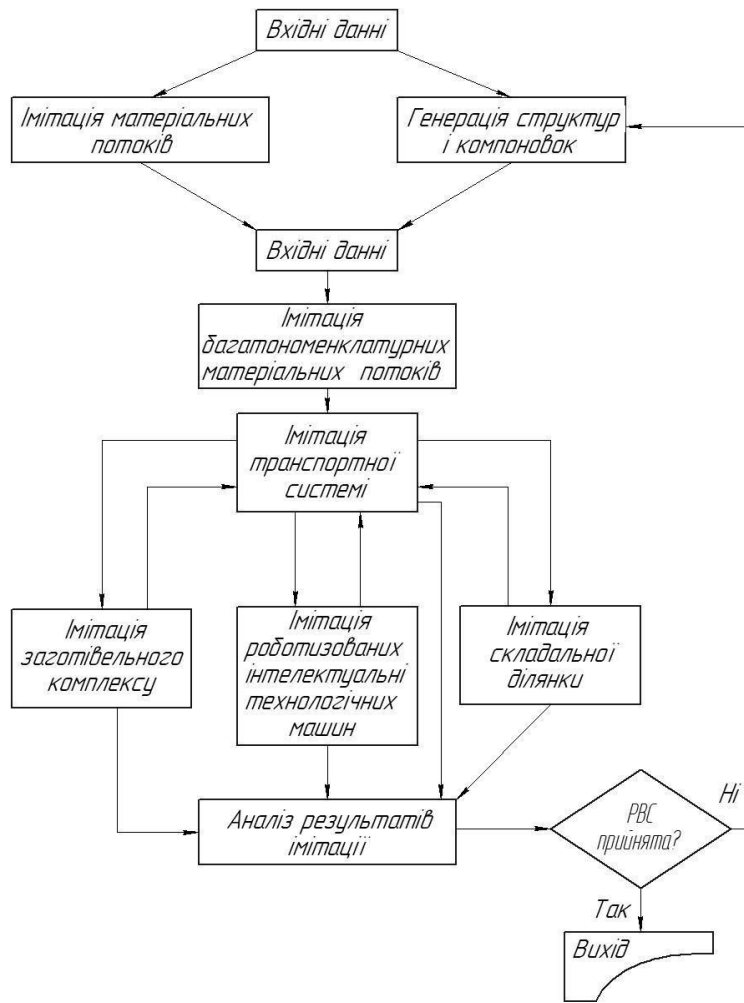 Вхідні данні
Імітація матеріальних
потоків
Генерація структур
і компоновок
Вхідні данні
Імітація
багатономенклатурних
матеріальних потоків
Імітація
транспортної
системі
Імітація
заготівельного
комплексу
Імітація
роботизованих
інтелектуальні
технологічних
машин
Імітація
складальної
ділянки
Аналіз результатів
імітації
РВС
прийнята?
Ні
Так
Вихід